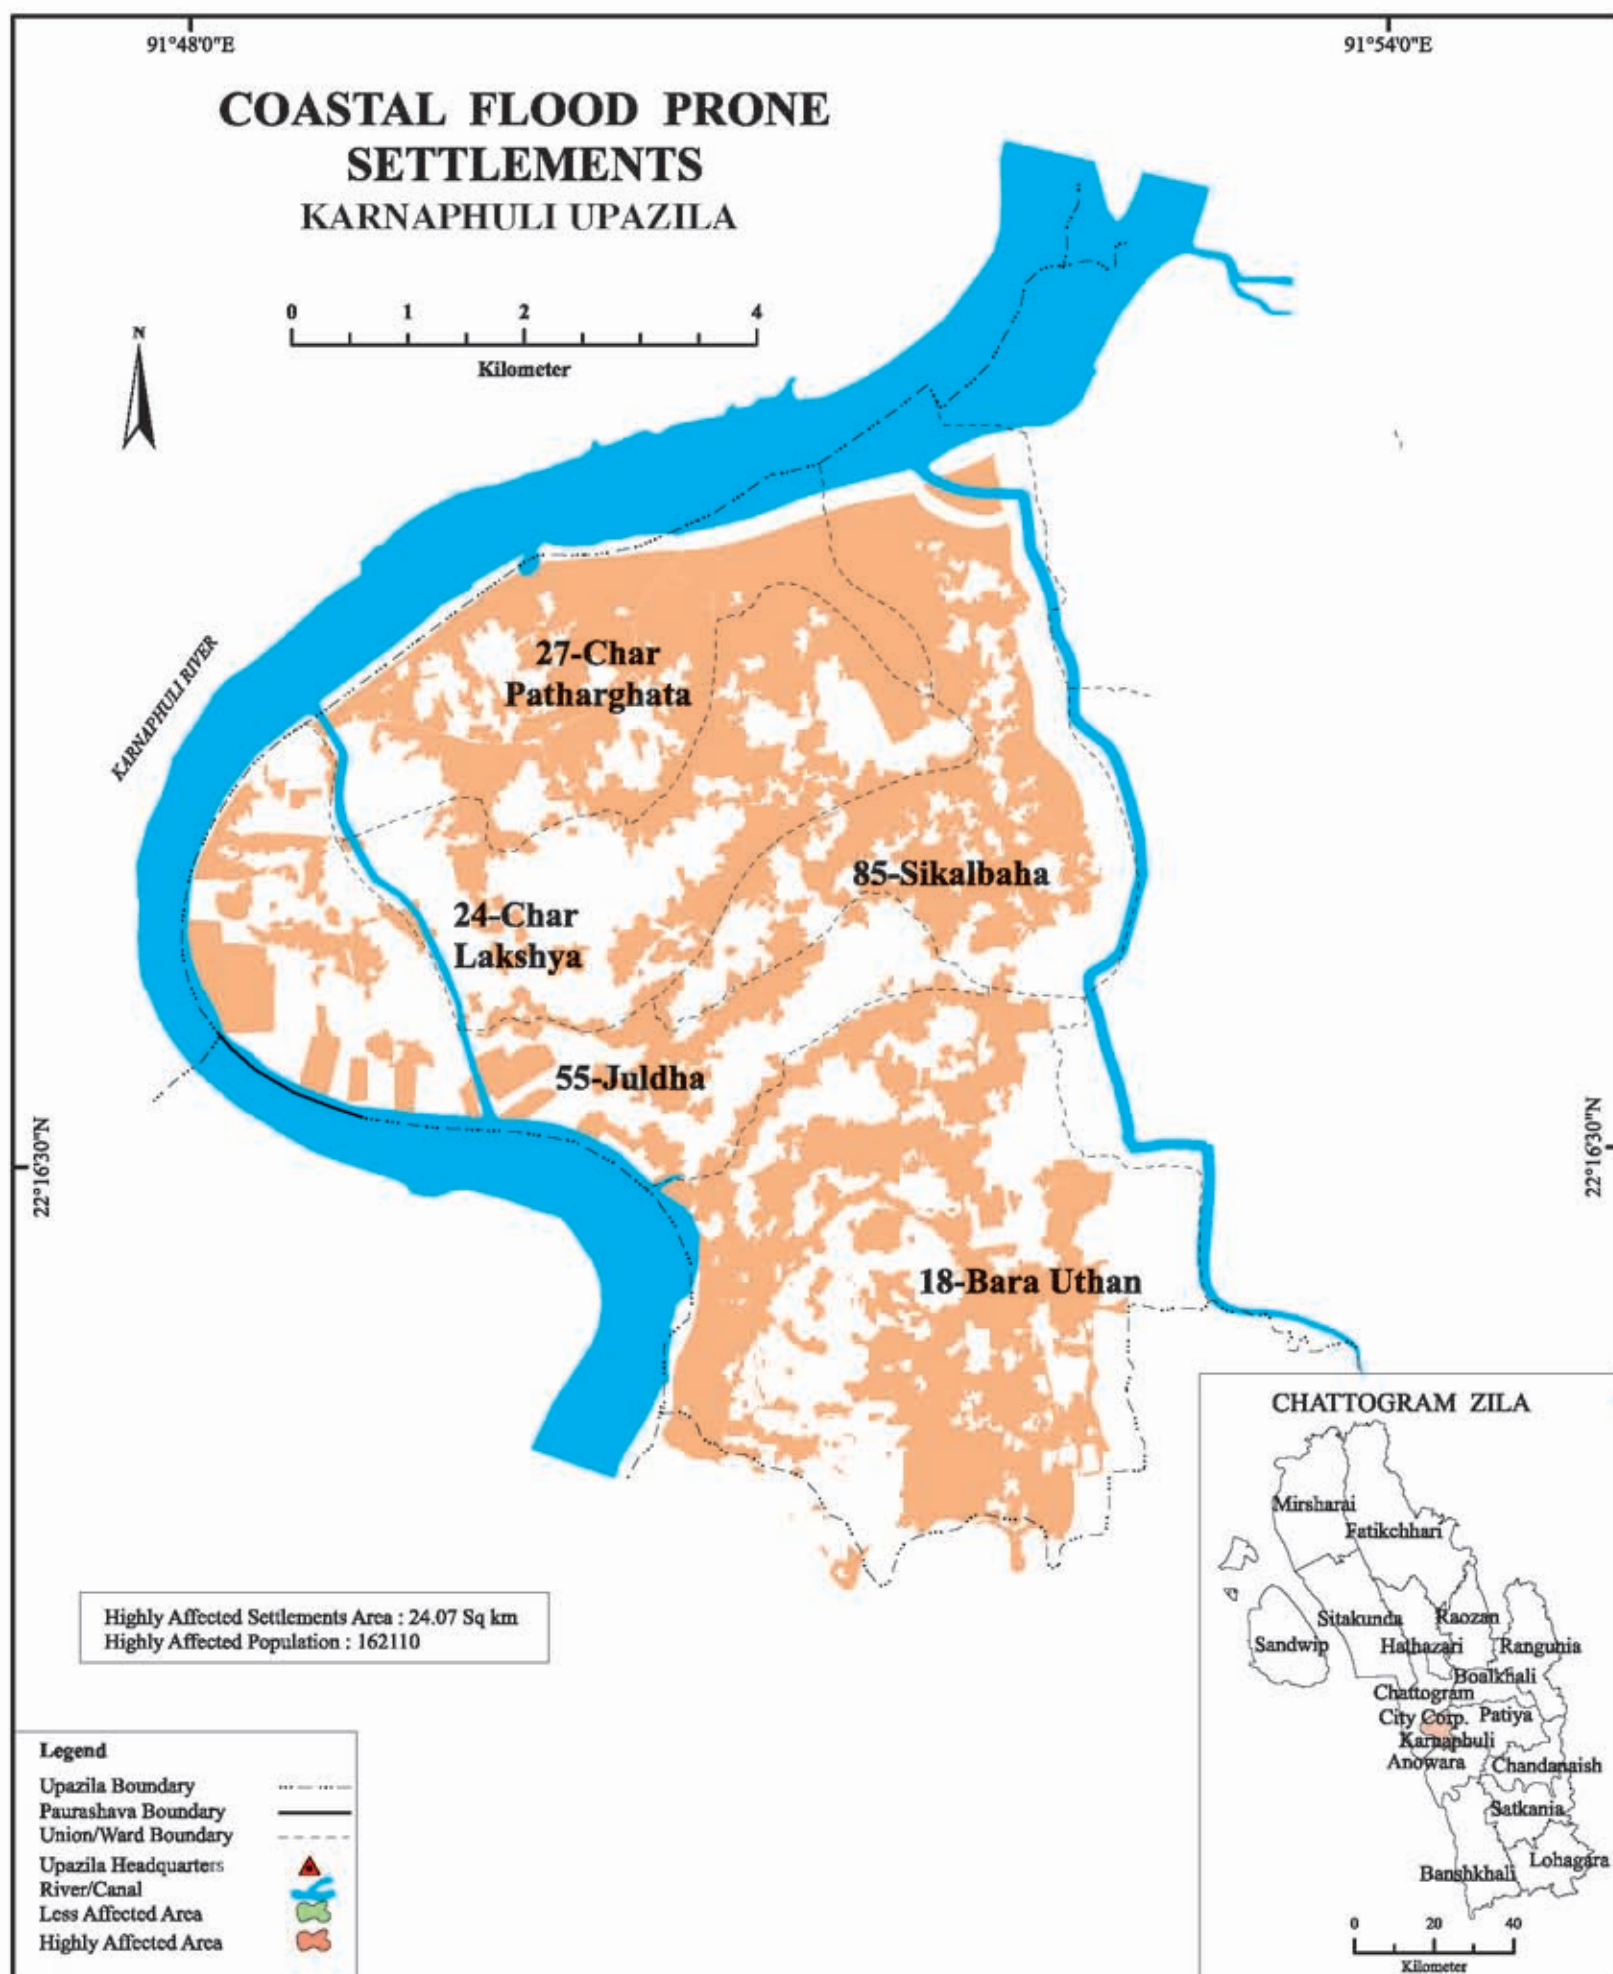 91°48'0"E
91°54'0"E
COASTAL FLOOD PRONE
SETTLEMENTS
KARNAPHULI UPAZILA
0 1 2 4
Kilometer
N
KARNAPHULI RIVER
27-Char
Patharghata
85-Sikalbaha
24-Char
Lakshya
55-Juldha
22°16'30"N
22°16'30"N
18-Bara Uthan
Highly Affected Settlements Area : 24.07 Sq km
Highly Affected Population : 162110
Legend
Upazila Boundary
Paurashava Boundary
Union/Ward Boundary
Upazila Headquarters
River/Canal
Less Affected Area
Highly Affected Area
CHATTOGRAM ZILA
Mirsharai
Fatikchhari
Sitakunda
Raozan
Sandwip
Hathazari
Rangunia
Boalkhali
Chattogram
City Corp.
Patiya
Karnaphuli
Anowara
Chandanaish
Satkania
Lohagara
Banshkhali
0 20 40
Kilometer